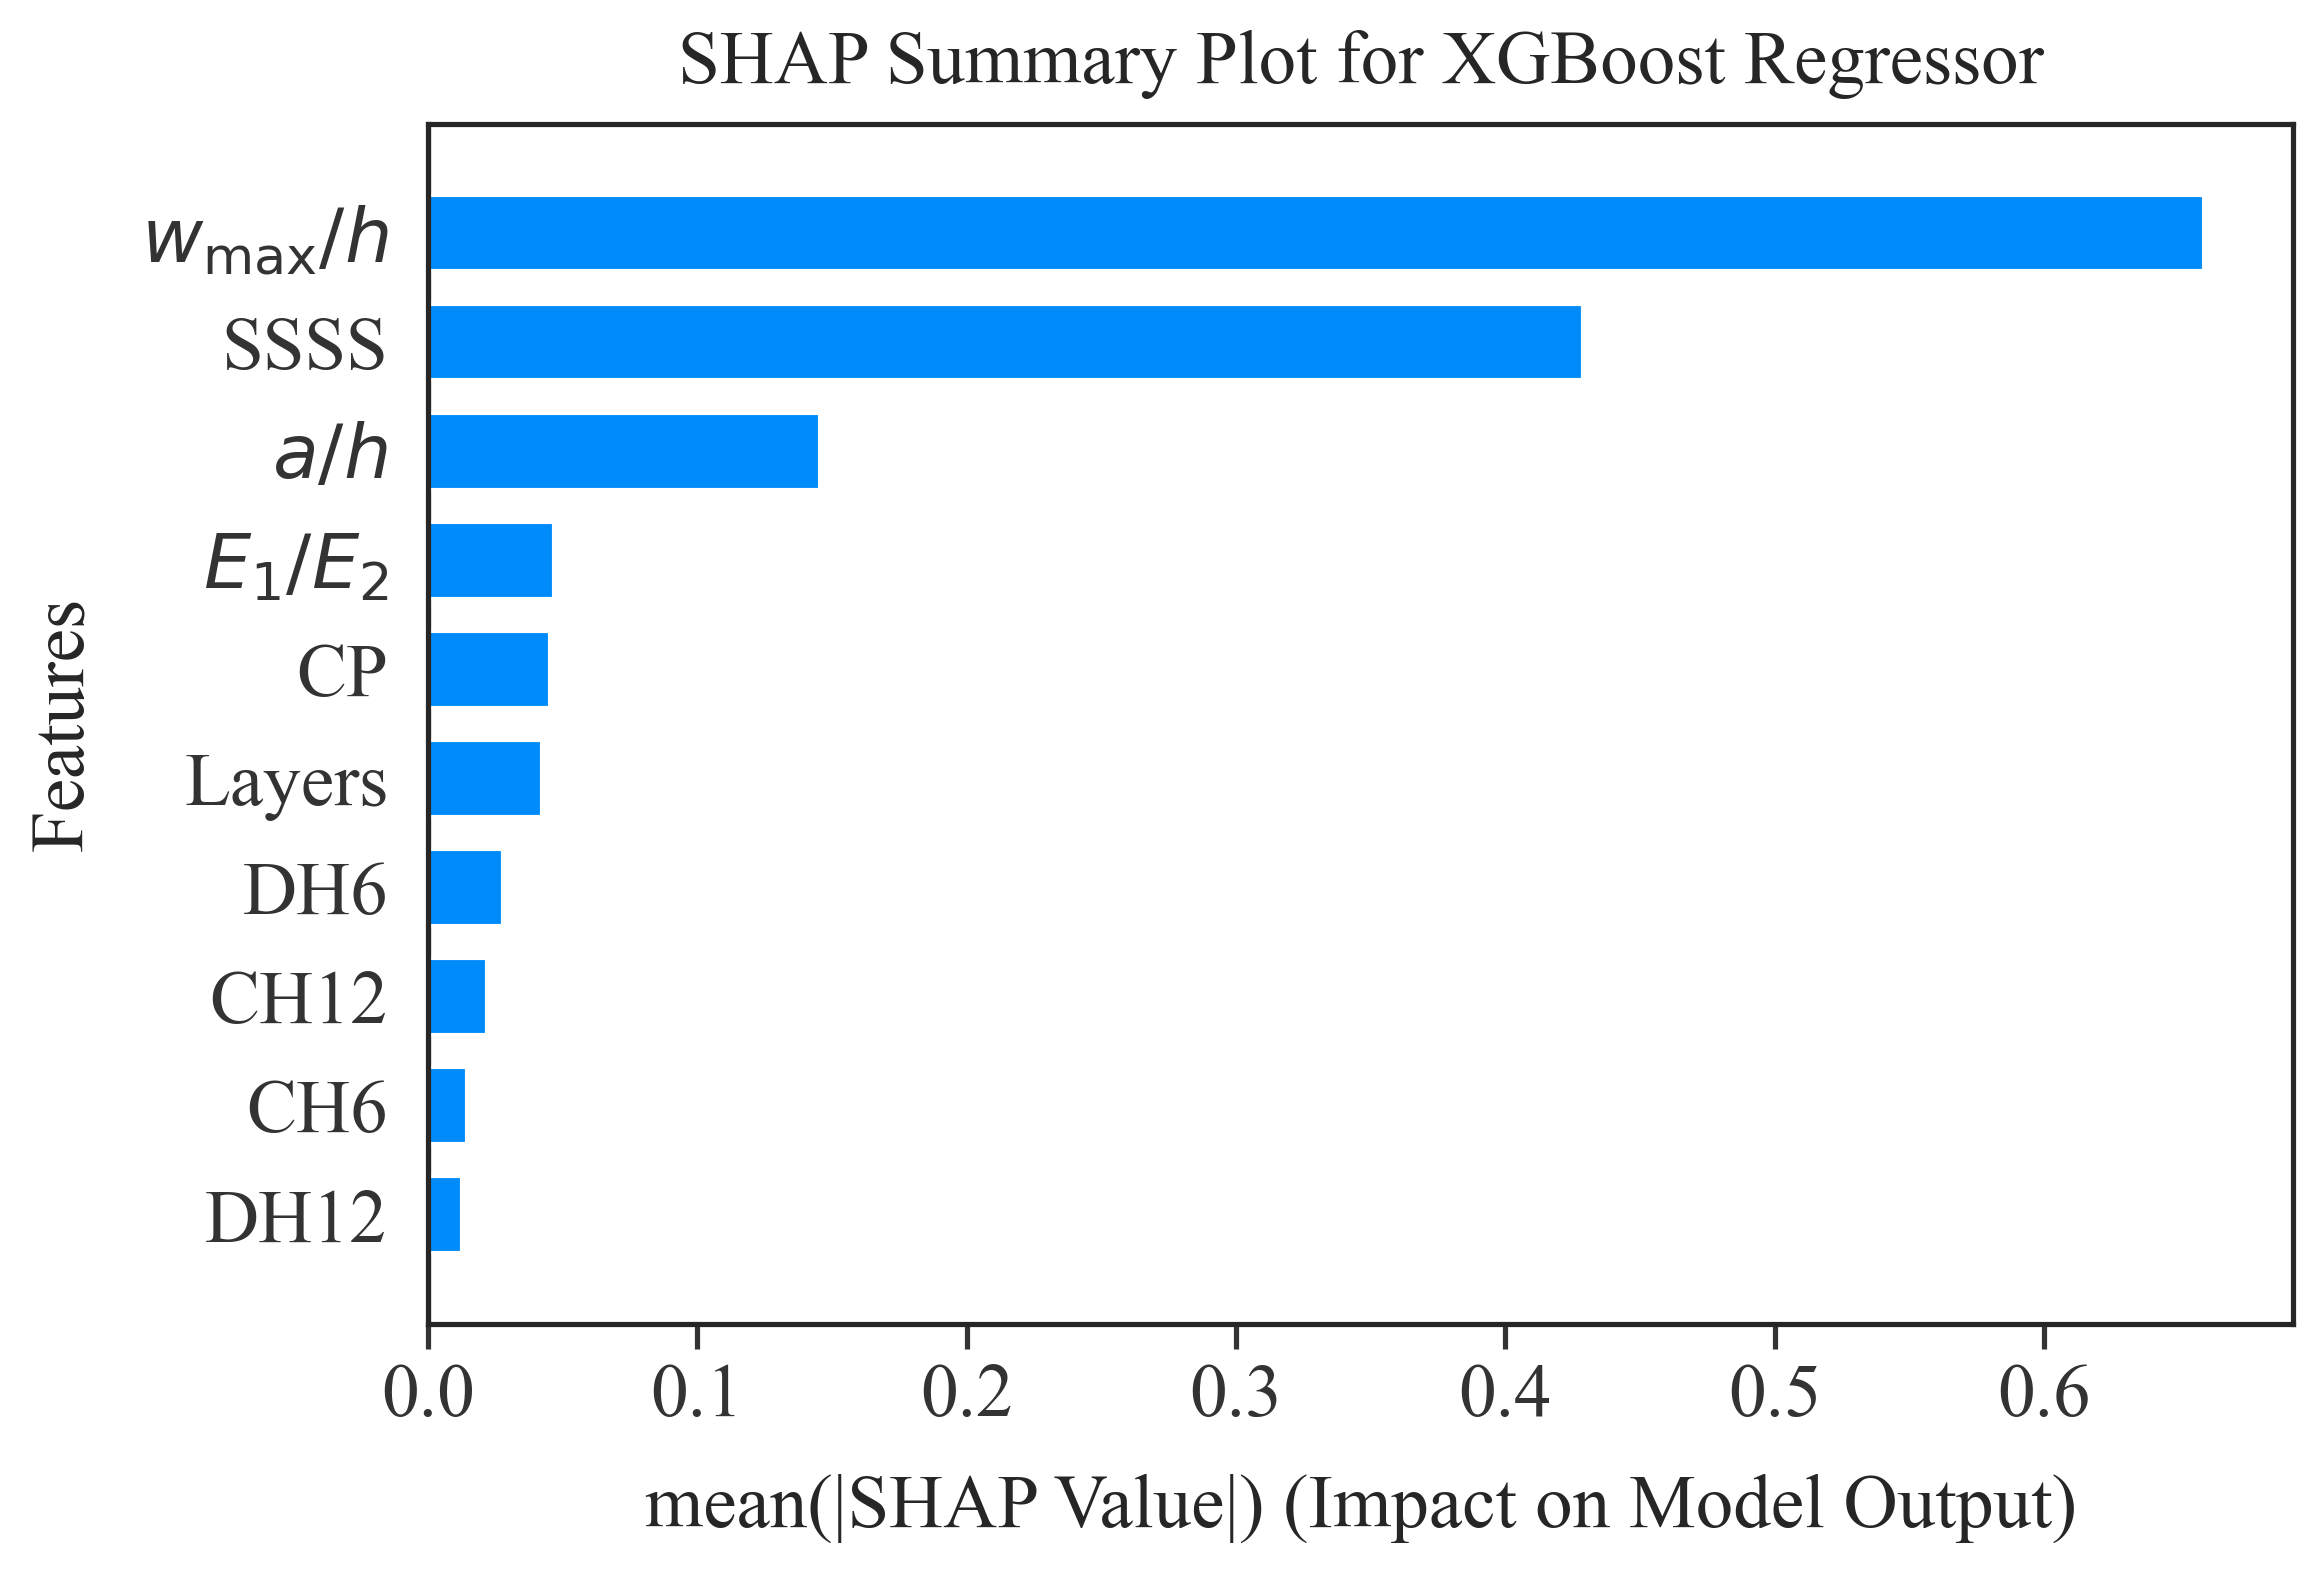 SHAP Summary Plot for XGBoost Regressor
w_max/h
SSSS
a/h
E_1/E_2
CP
Layers
DH6
CH12
CH6
DH12
Features
0.0 0.1 0.2 0.3 0.4 0.5 0.6
mean(|SHAP Value|) (Impact on Model Output)